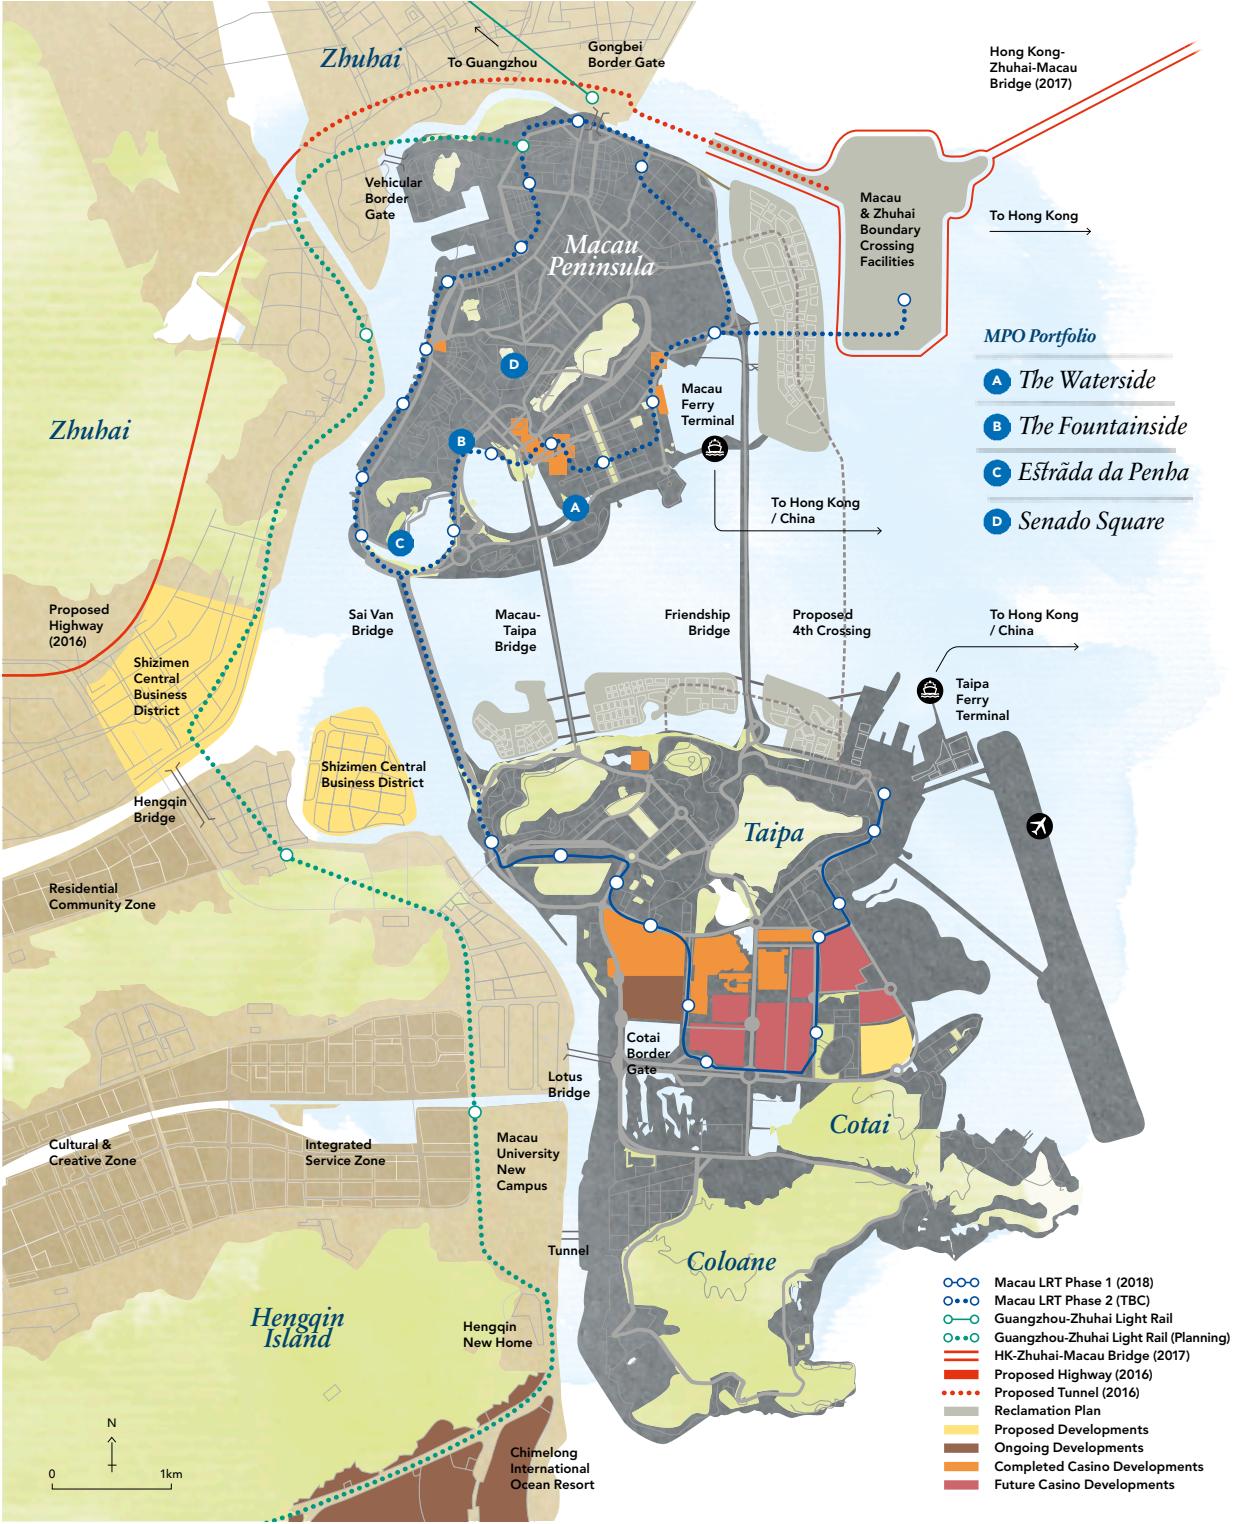 Zhuhai
To Guangzhou
Gongbei
Border Gate
Hong Kong-
Zhuhai-Macau
Bridge (2017)
Vehicular
Border
Gate
Macau
Peninsula
Macau
& Zhuhai
Boundary
Crossing
Facilities
To Hong Kong
MPO Portfolio
A The Waterside
B The Fountainside
C Estrãda da Penha
D Senado Square
D
B
A
C
Zhuhai
Macau
Ferry
Terminal
To Hong Kong
/ China
Proposed
Highway
(2016)
Sai Van
Bridge
Macau-
Taipa
Bridge
Friendship
Bridge
Proposed
4th Crossing
To Hong Kong
/ China
Shizimen
Central
Business
District
Taipa
Ferry
Terminal
Shizimen Central
Business District
Hengqin
Bridge
Taipa
Residential
Community Zone
Cotai
Border
Gate
Lotus
Bridge
Cotai
Cultural &
Creative Zone
Integrated
Service Zone
Macau
University
New
Campus
Tunnel
Coloane
Hengqin
Island
Hengqin
New Home
Chimelong
International
Ocean Resort
N
0 1km
Macau LRT Phase 1 (2018)
Macau LRT Phase 2 (TBC)
Guangzhou-Zhuhai Light Rail
Guangzhou-Zhuhai Light Rail (Planning)
HK-Zhuhai-Macau Bridge (2017)
Proposed Highway (2016)
Proposed Tunnel (2016)
Reclamation Plan
Proposed Developments
Ongoing Developments
Completed Casino Developments
Future Casino Developments